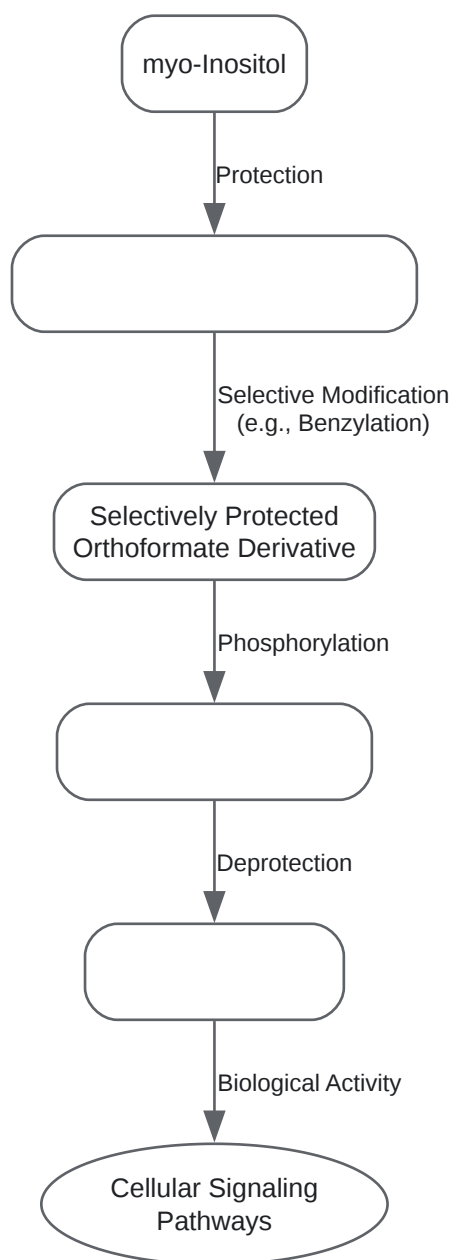 myo-Inositol
Protection
Selective Modification
(e.g., Benzylation)
Selectively Protected
Orthoformate Derivative
Phosphorylation
Deprotection
Biological Activity
Cellular Signaling
Pathways